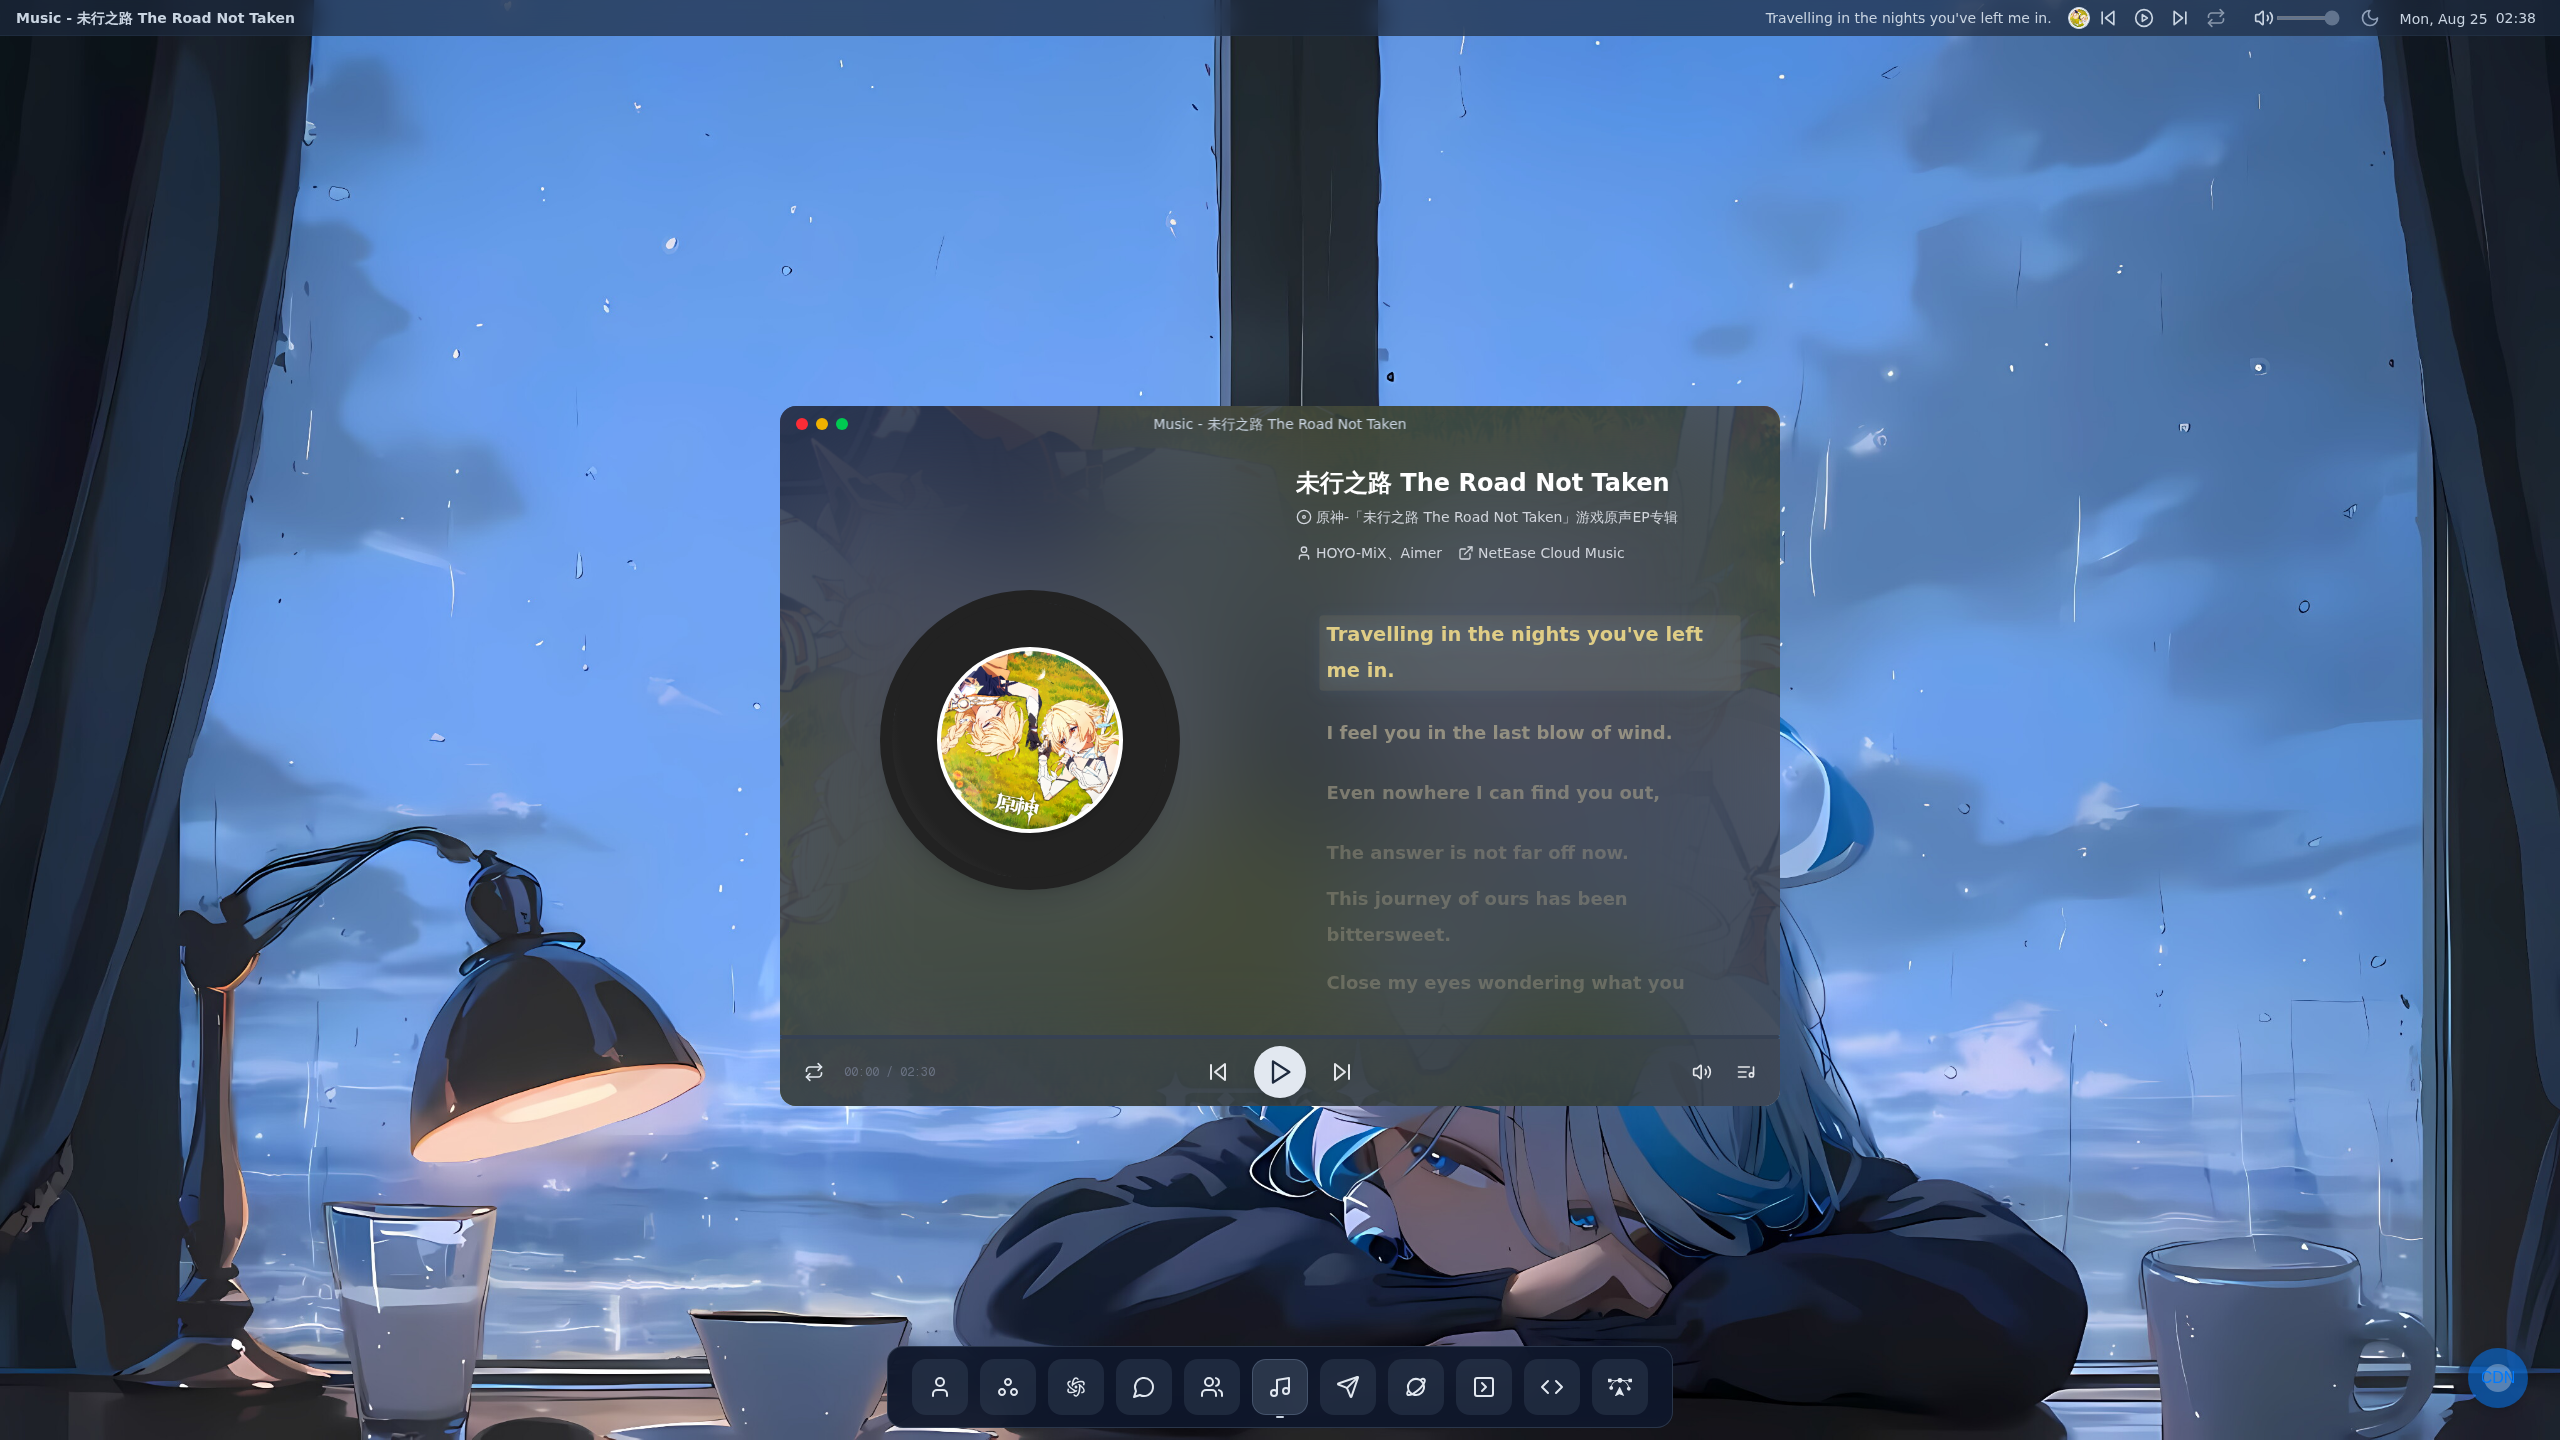 Music - 未行之路 The Road Not Taken
Travelling in the nights you've left me in.
Mon, Aug 25 02:38
Music - 未行之路 The Road Not Taken
未行之路 The Road Not Taken
原神-「未行之路 The Road Not Taken」游戏原声EP专辑
HOYO-MiX、Aimer NetEase Cloud Music
原神
Travelling in the nights you've left
me in.
I feel you in the last blow of wind.
Even nowhere I can find you out,
The answer is not far off now.
This journey of ours has been
bittersweet.
Close my eyes wondering what you
00:00 / 02:30
CDN